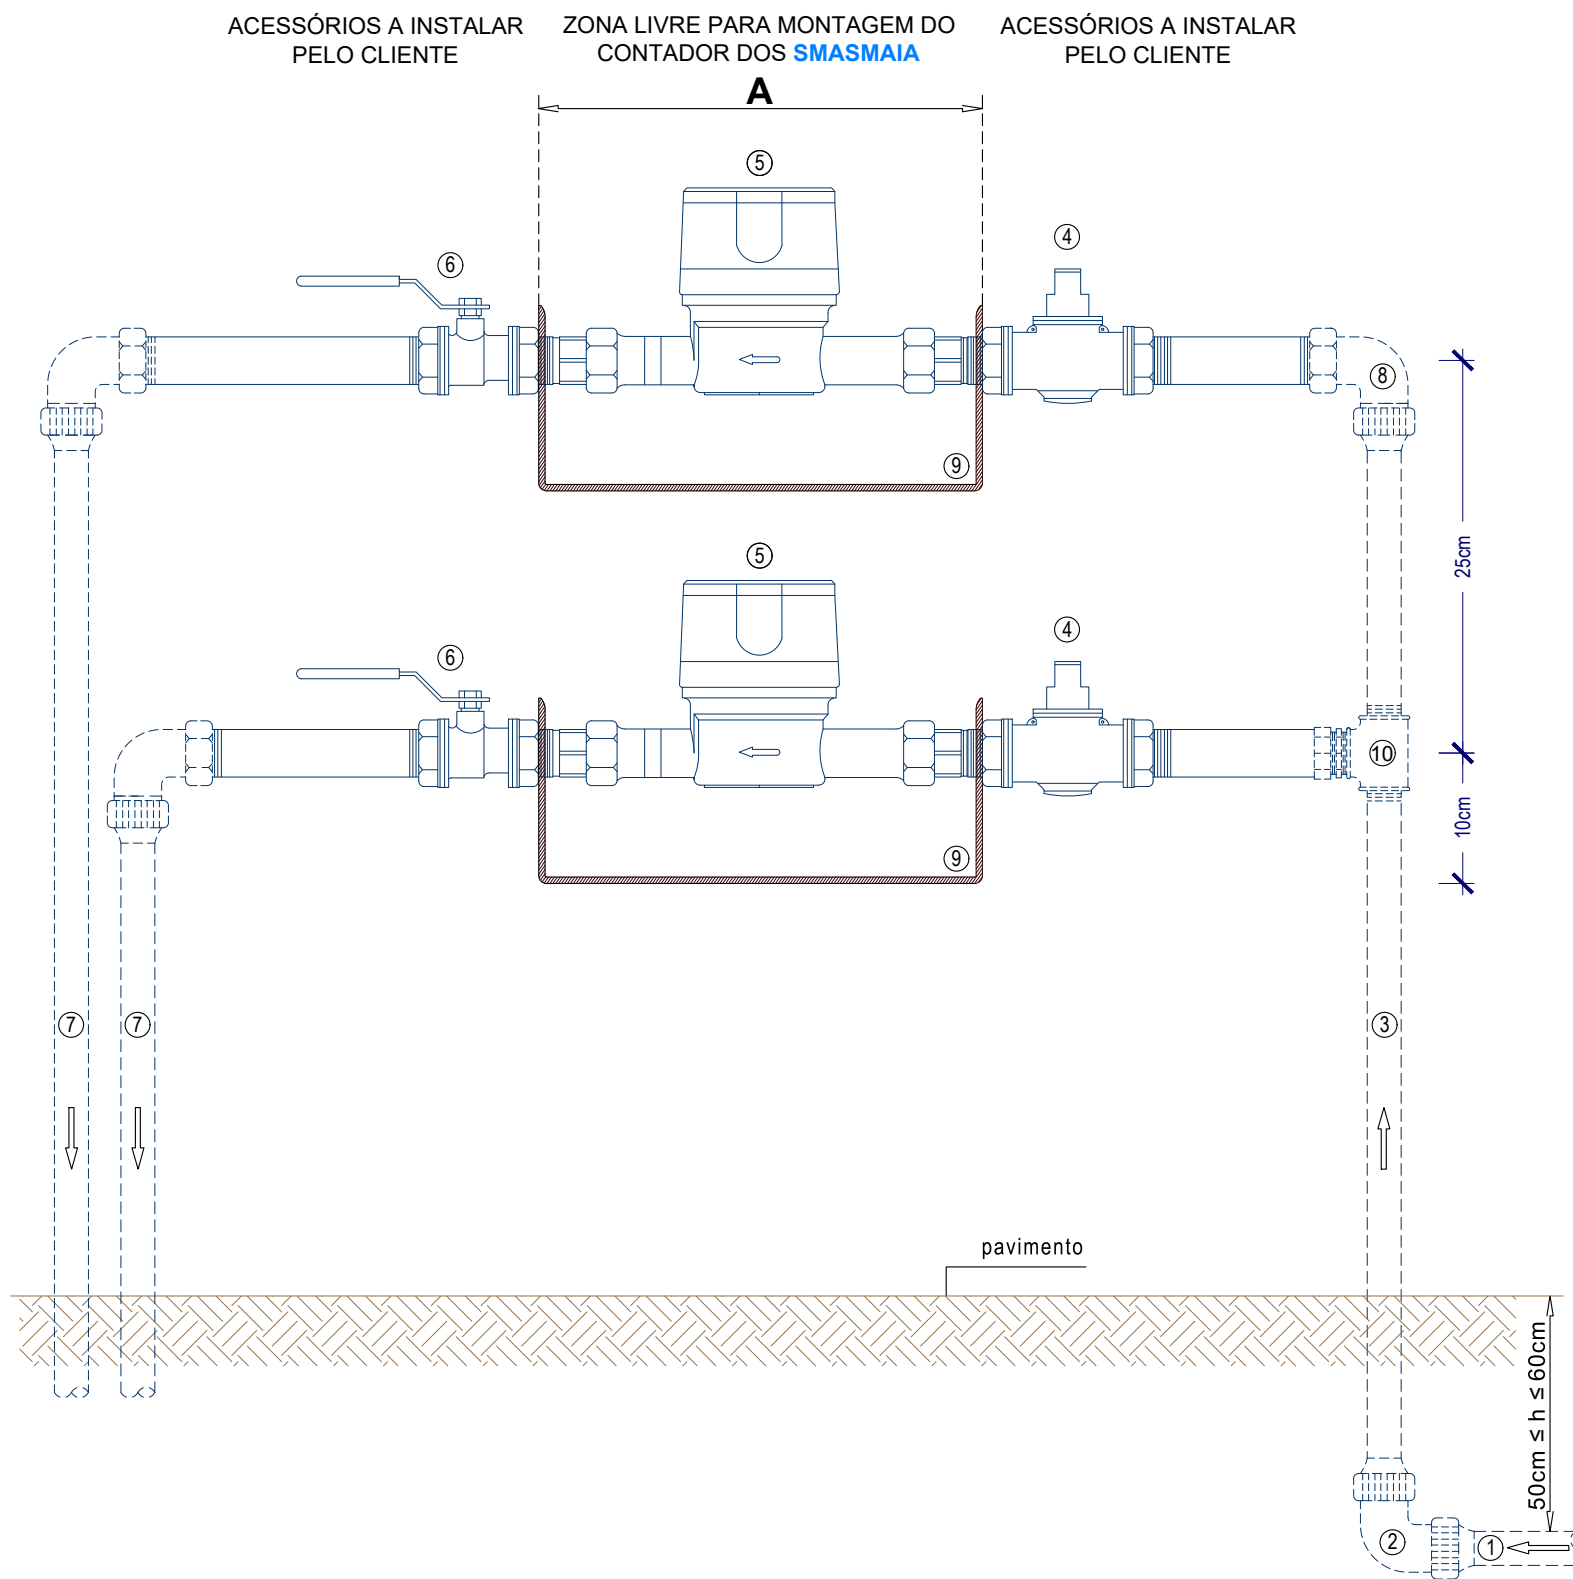 ACESSÓRIOS A INSTALAR
PELO CLIENTE
ZONA LIVRE PARA MONTAGEM DO
CONTADOR DOS SMASMAIA
ACESSÓRIOS A INSTALAR
PELO CLIENTE
A
5
4
6
8
9
25cm
5
4
6
10
10cm
9
7
7
3
pavimento
50cm ≤ h ≤ 60cm
2
1